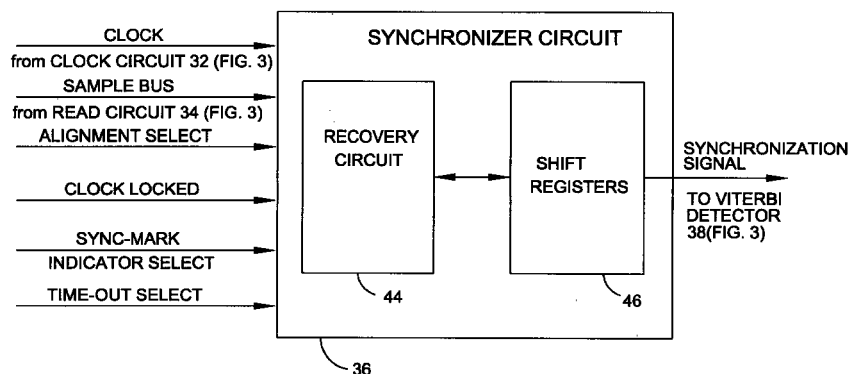 CLOCK
from CLOCK CIRCUIT 32 (FIG. 3)
SAMPLE BUS
from READ CIRCUIT 34 (FIG. 3)
ALIGNMENT SELECT
CLOCK LOCKED
SYNC-MARK
INDICATOR SELECT
TIME-OUT SELECT
SYNCHRONIZER CIRCUIT
RECOVERY
CIRCUIT
SHIFT
REGISTERS
44
46
36
SYNCHRONIZATION
SIGNAL
TO VITERBI
DETECTOR
38(FIG. 3)